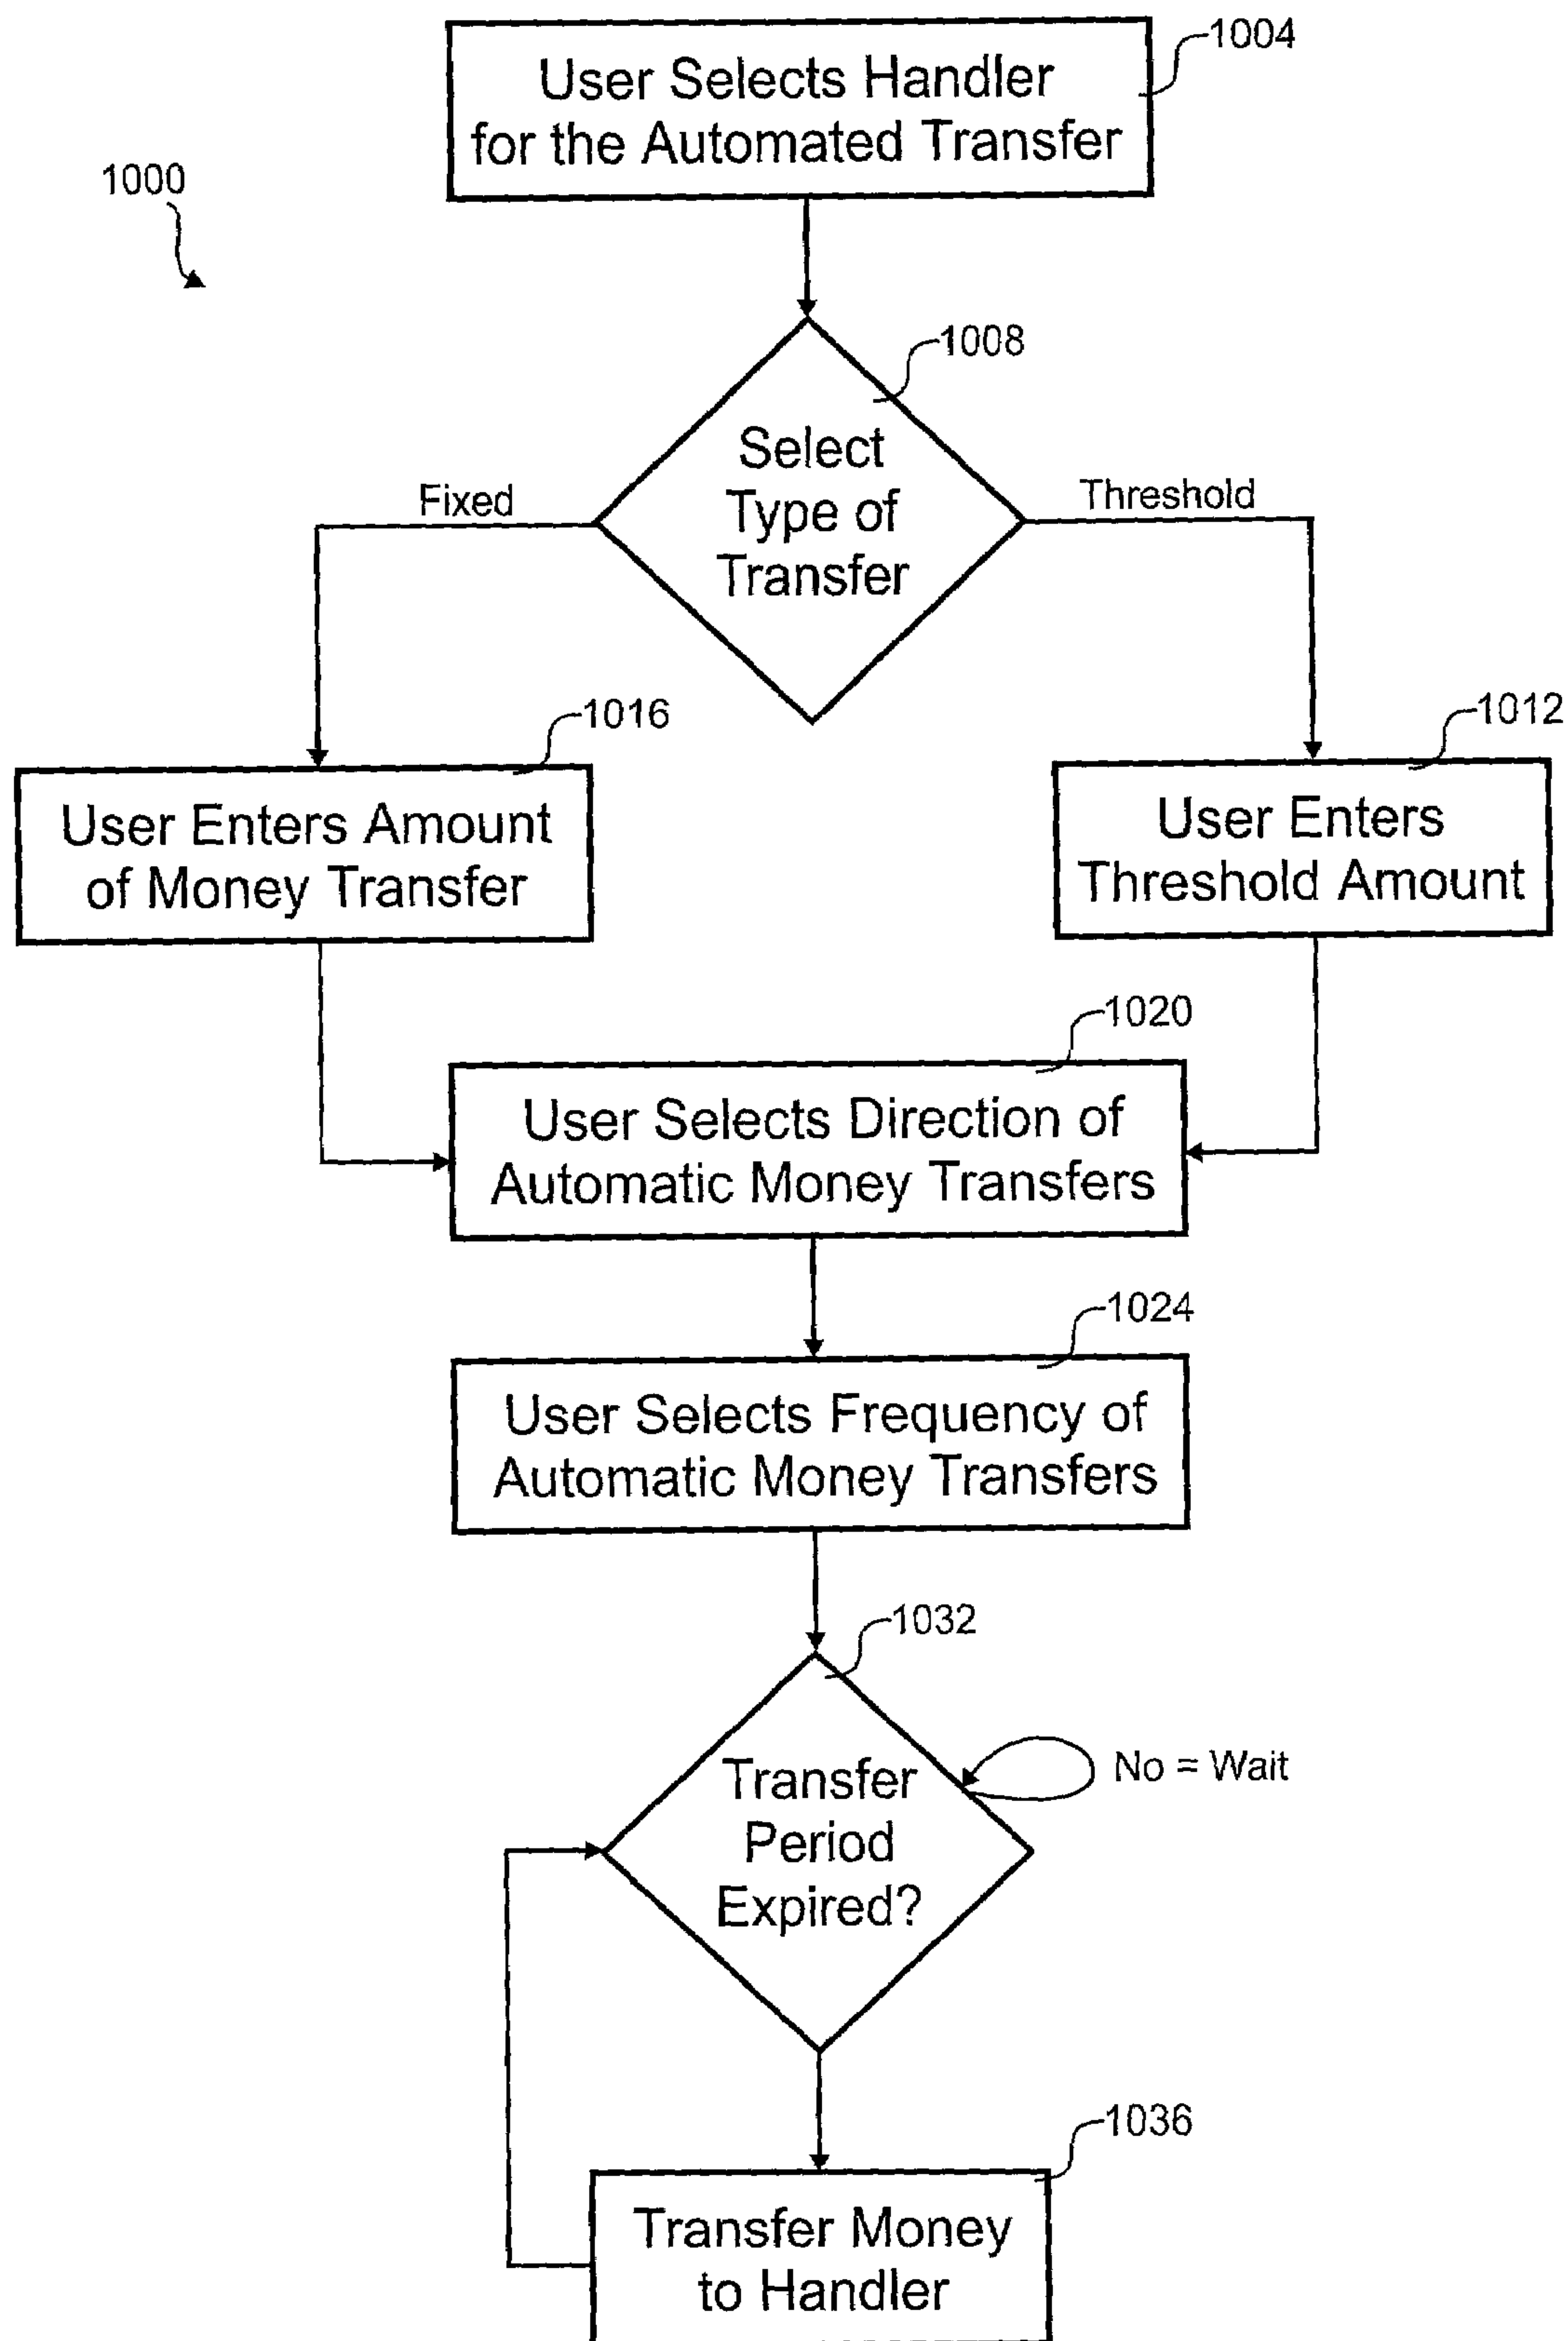 1004
User Selects Handler
for the Automated Transfer
1000
1008
Select
Type of
Transfer
Fixed
Threshold
1016
1012
User Enters Amount
of Money Transfer
User Enters
Threshold Amount
1020
User Selects Direction of
Automatic Money Transfers
1024
User Selects Frequency of
Automatic Money Transfers
1032
Transfer
Period
Expired?
No = Wait
1036
Transfer Money
to Handler